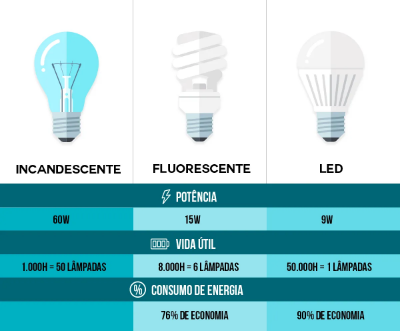 INCANDESCENTE FLUORESCENTE LED
POTÊNCIA
60W 15W 9W
VIDA ÚTIL
1.000H = 50 LÂMPADAS 8.000H = 6 LÂMPADAS 50.000H = 1 LÂMPADAS
% CONSUMO DE ENERGIA
76% DE ECONOMIA 90% DE ECONOMIA